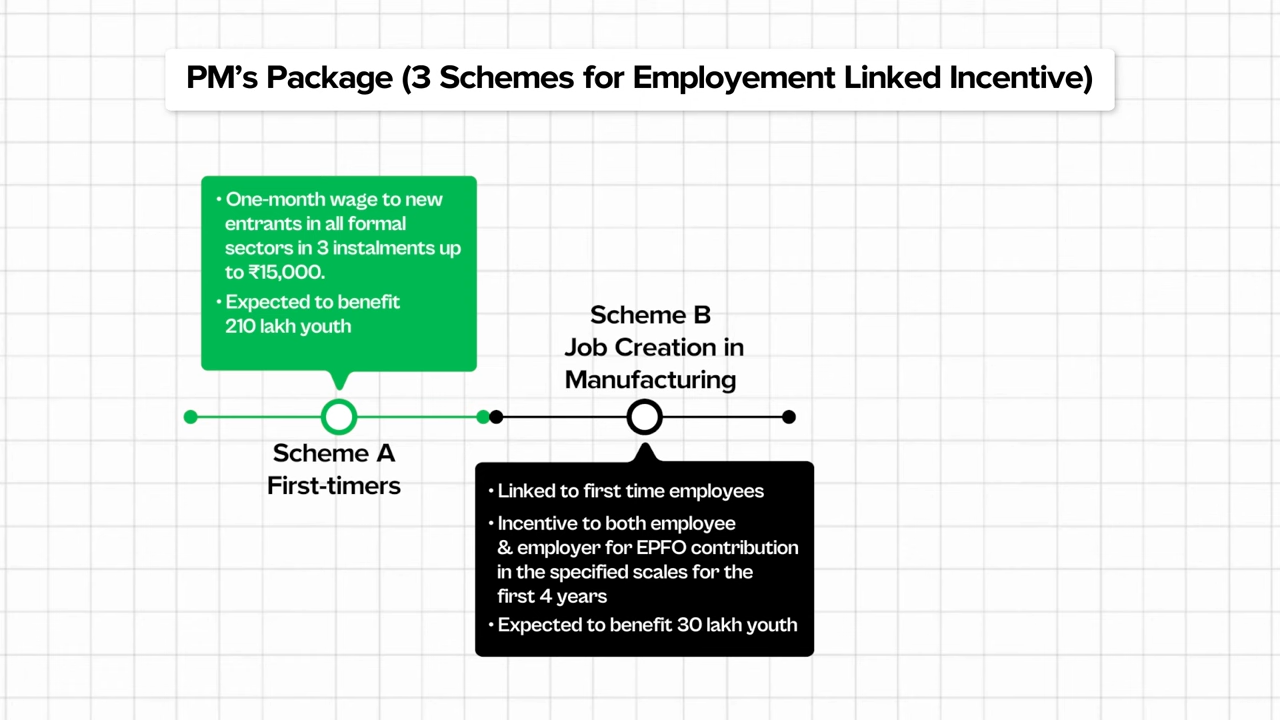 PM’s Package (3 Schemes for Employement Linked Incentive)
• One-month wage to new
entrants in all formal
sectors in 3 instalments up
to ₹15,000.
• Expected to benefit
210 lakh youth
Scheme A
First-timers
Scheme B
Job Creation in
Manufacturing
• Linked to first time employees
• Incentive to both employee
& employer for EPFO contribution
in the specified scales for the
first 4 years
• Expected to benefit 30 lakh youth